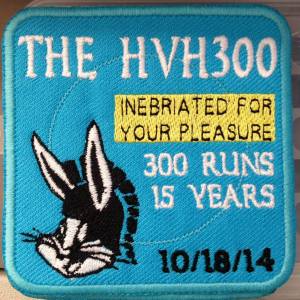 THE HVH300
INEBRIATED FOR
YOUR PLEASURE
300 RUNS
15 YEARS
10/18/14